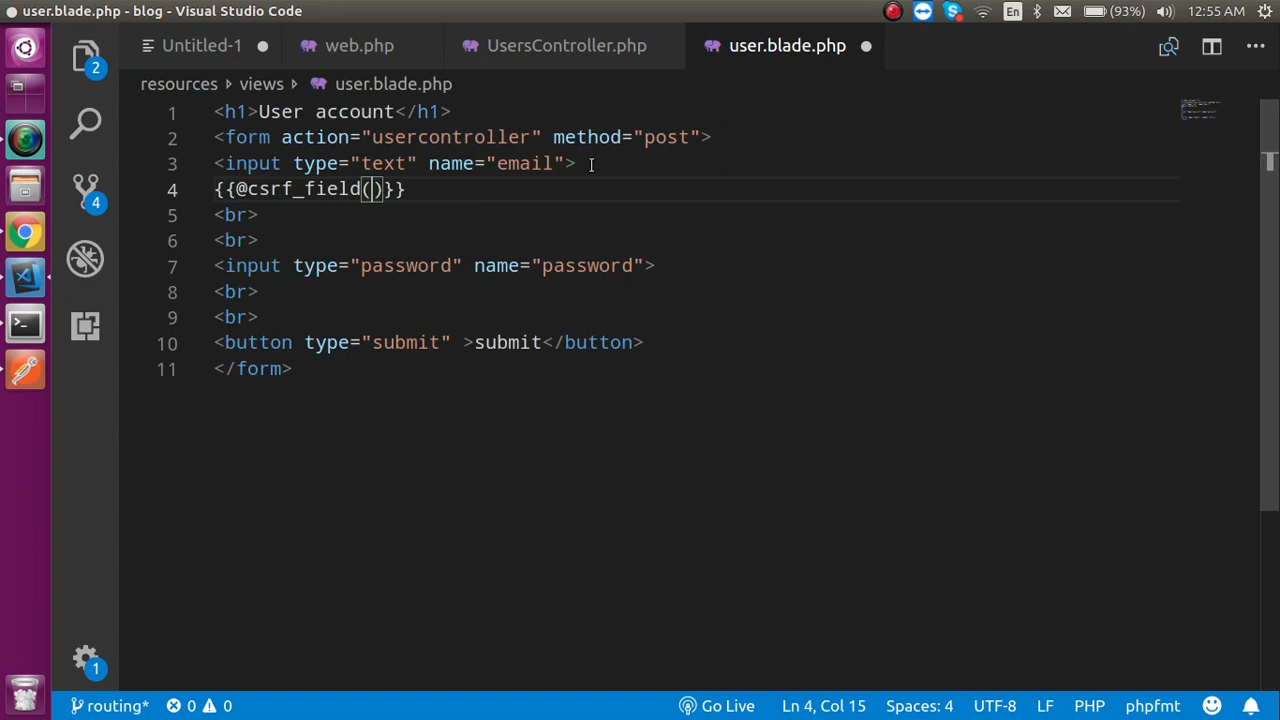 user.blade.php - blog - Visual Studio Code
En
(93%)
12:55 AM
Untitled-1
web.php
UsersController.php
user.blade.php
resources
views
user.blade.php
1 <h1>User account</h1>
2 <form action="usercontroller" method="post">
3 <input type="text" name="email">
4 {{@csrf_field()}}
5 <br>
6 <br>
7 <input type="password" name="password">
8 <br>
9 <br>
10 <button type="submit" >submit</button>
11 </form>
2
4
1
routing*
0
0
Go Live
Ln 4, Col 15
Spaces: 4
UTF-8
LF
PHP
phpfmt